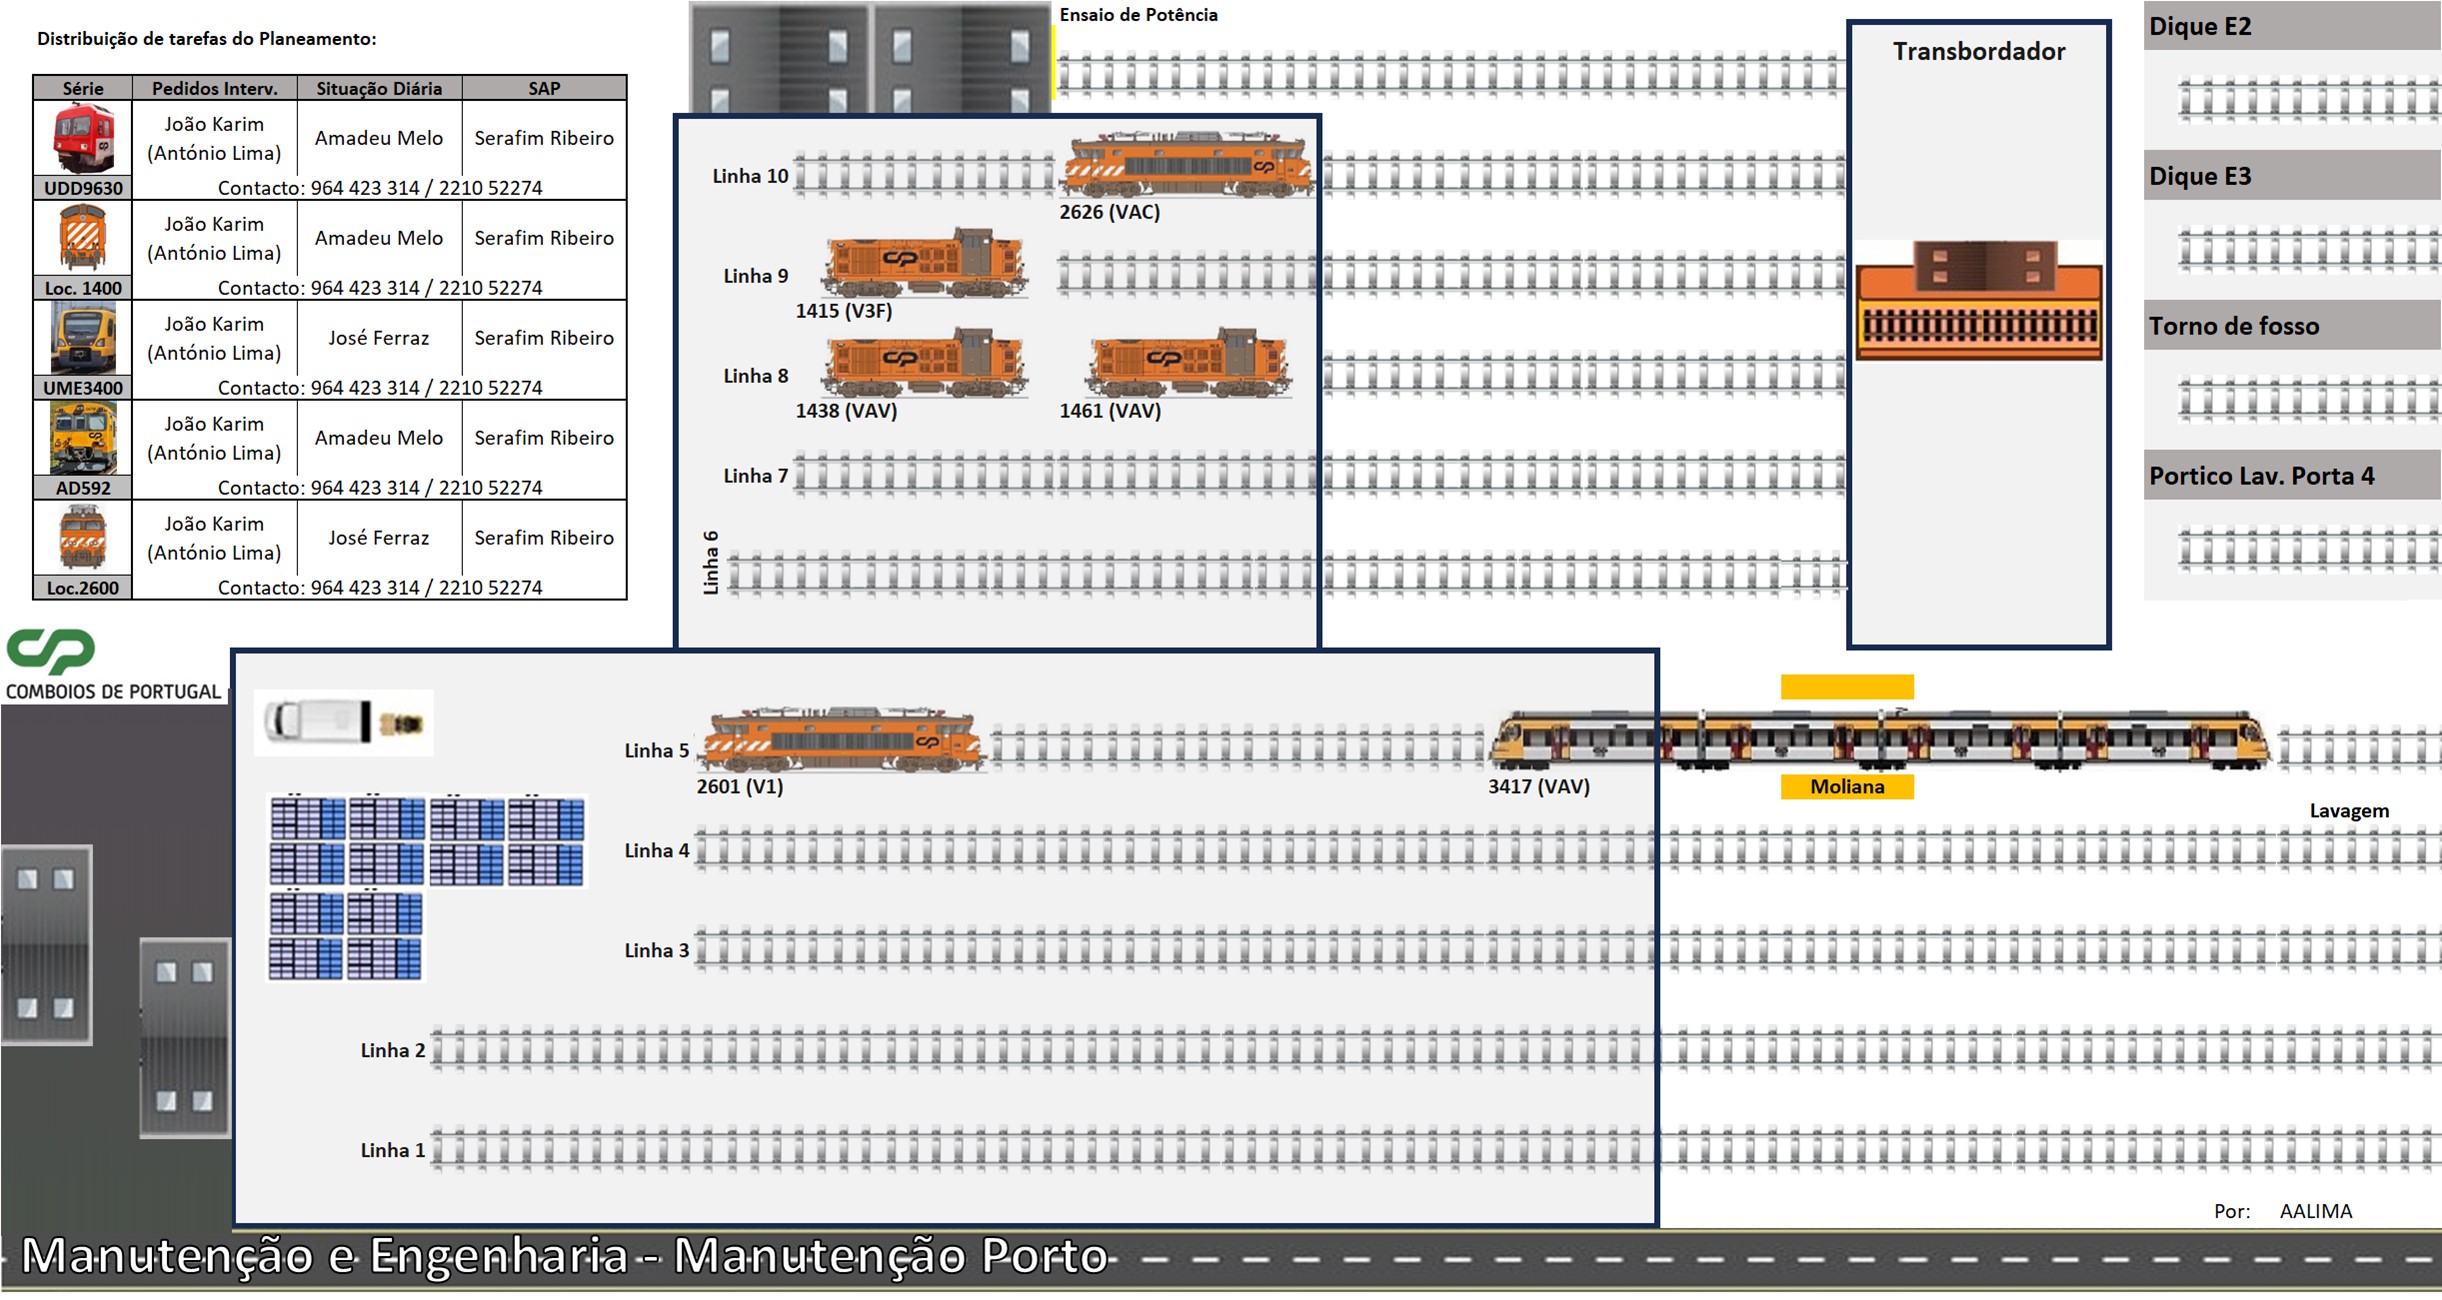 Distribuição de tarefas do Planeamento:
Série Pedidos Interv. Situação Diária SAP
João Karim
(António Lima) Amadeu Melo Serafim Ribeiro
UDD9630 Contacto: 964 423 314 / 2210 52274
João Karim
(António Lima) Amadeu Melo Serafim Ribeiro
Loc. 1400 Contacto: 964 423 314 / 2210 52274
João Karim
(António Lima) José Ferraz Serafim Ribeiro
UME3400 Contacto: 964 423 314 / 2210 52274
João Karim
(António Lima) Amadeu Melo Serafim Ribeiro
AD592 Contacto: 964 423 314 / 2210 52274
João Karim
(António Lima) José Ferraz Serafim Ribeiro
Loc.2600 Contacto: 964 423 314 / 2210 52274
Ensaio de Potência
Linha 10
CP
2626 (VAC)
Linha 9
CP
1415 (V3F)
Linha 8
CP
CP
1438 (VAV) 1461 (VAV)
Linha 7
Linha 6
Transbordador
Dique E2
Dique E3
Torno de fosso
Portico Lav. Porta 4
CP
COMBOIOS DE PORTUGAL
Linha 5
CP
2601 (V1) 3417 (VAV)
Moliana
Lavagem
Linha 4
Linha 3
Linha 2
Linha 1
Por: AALIMA
Manutenção e Engenharia - Manutenção Porto